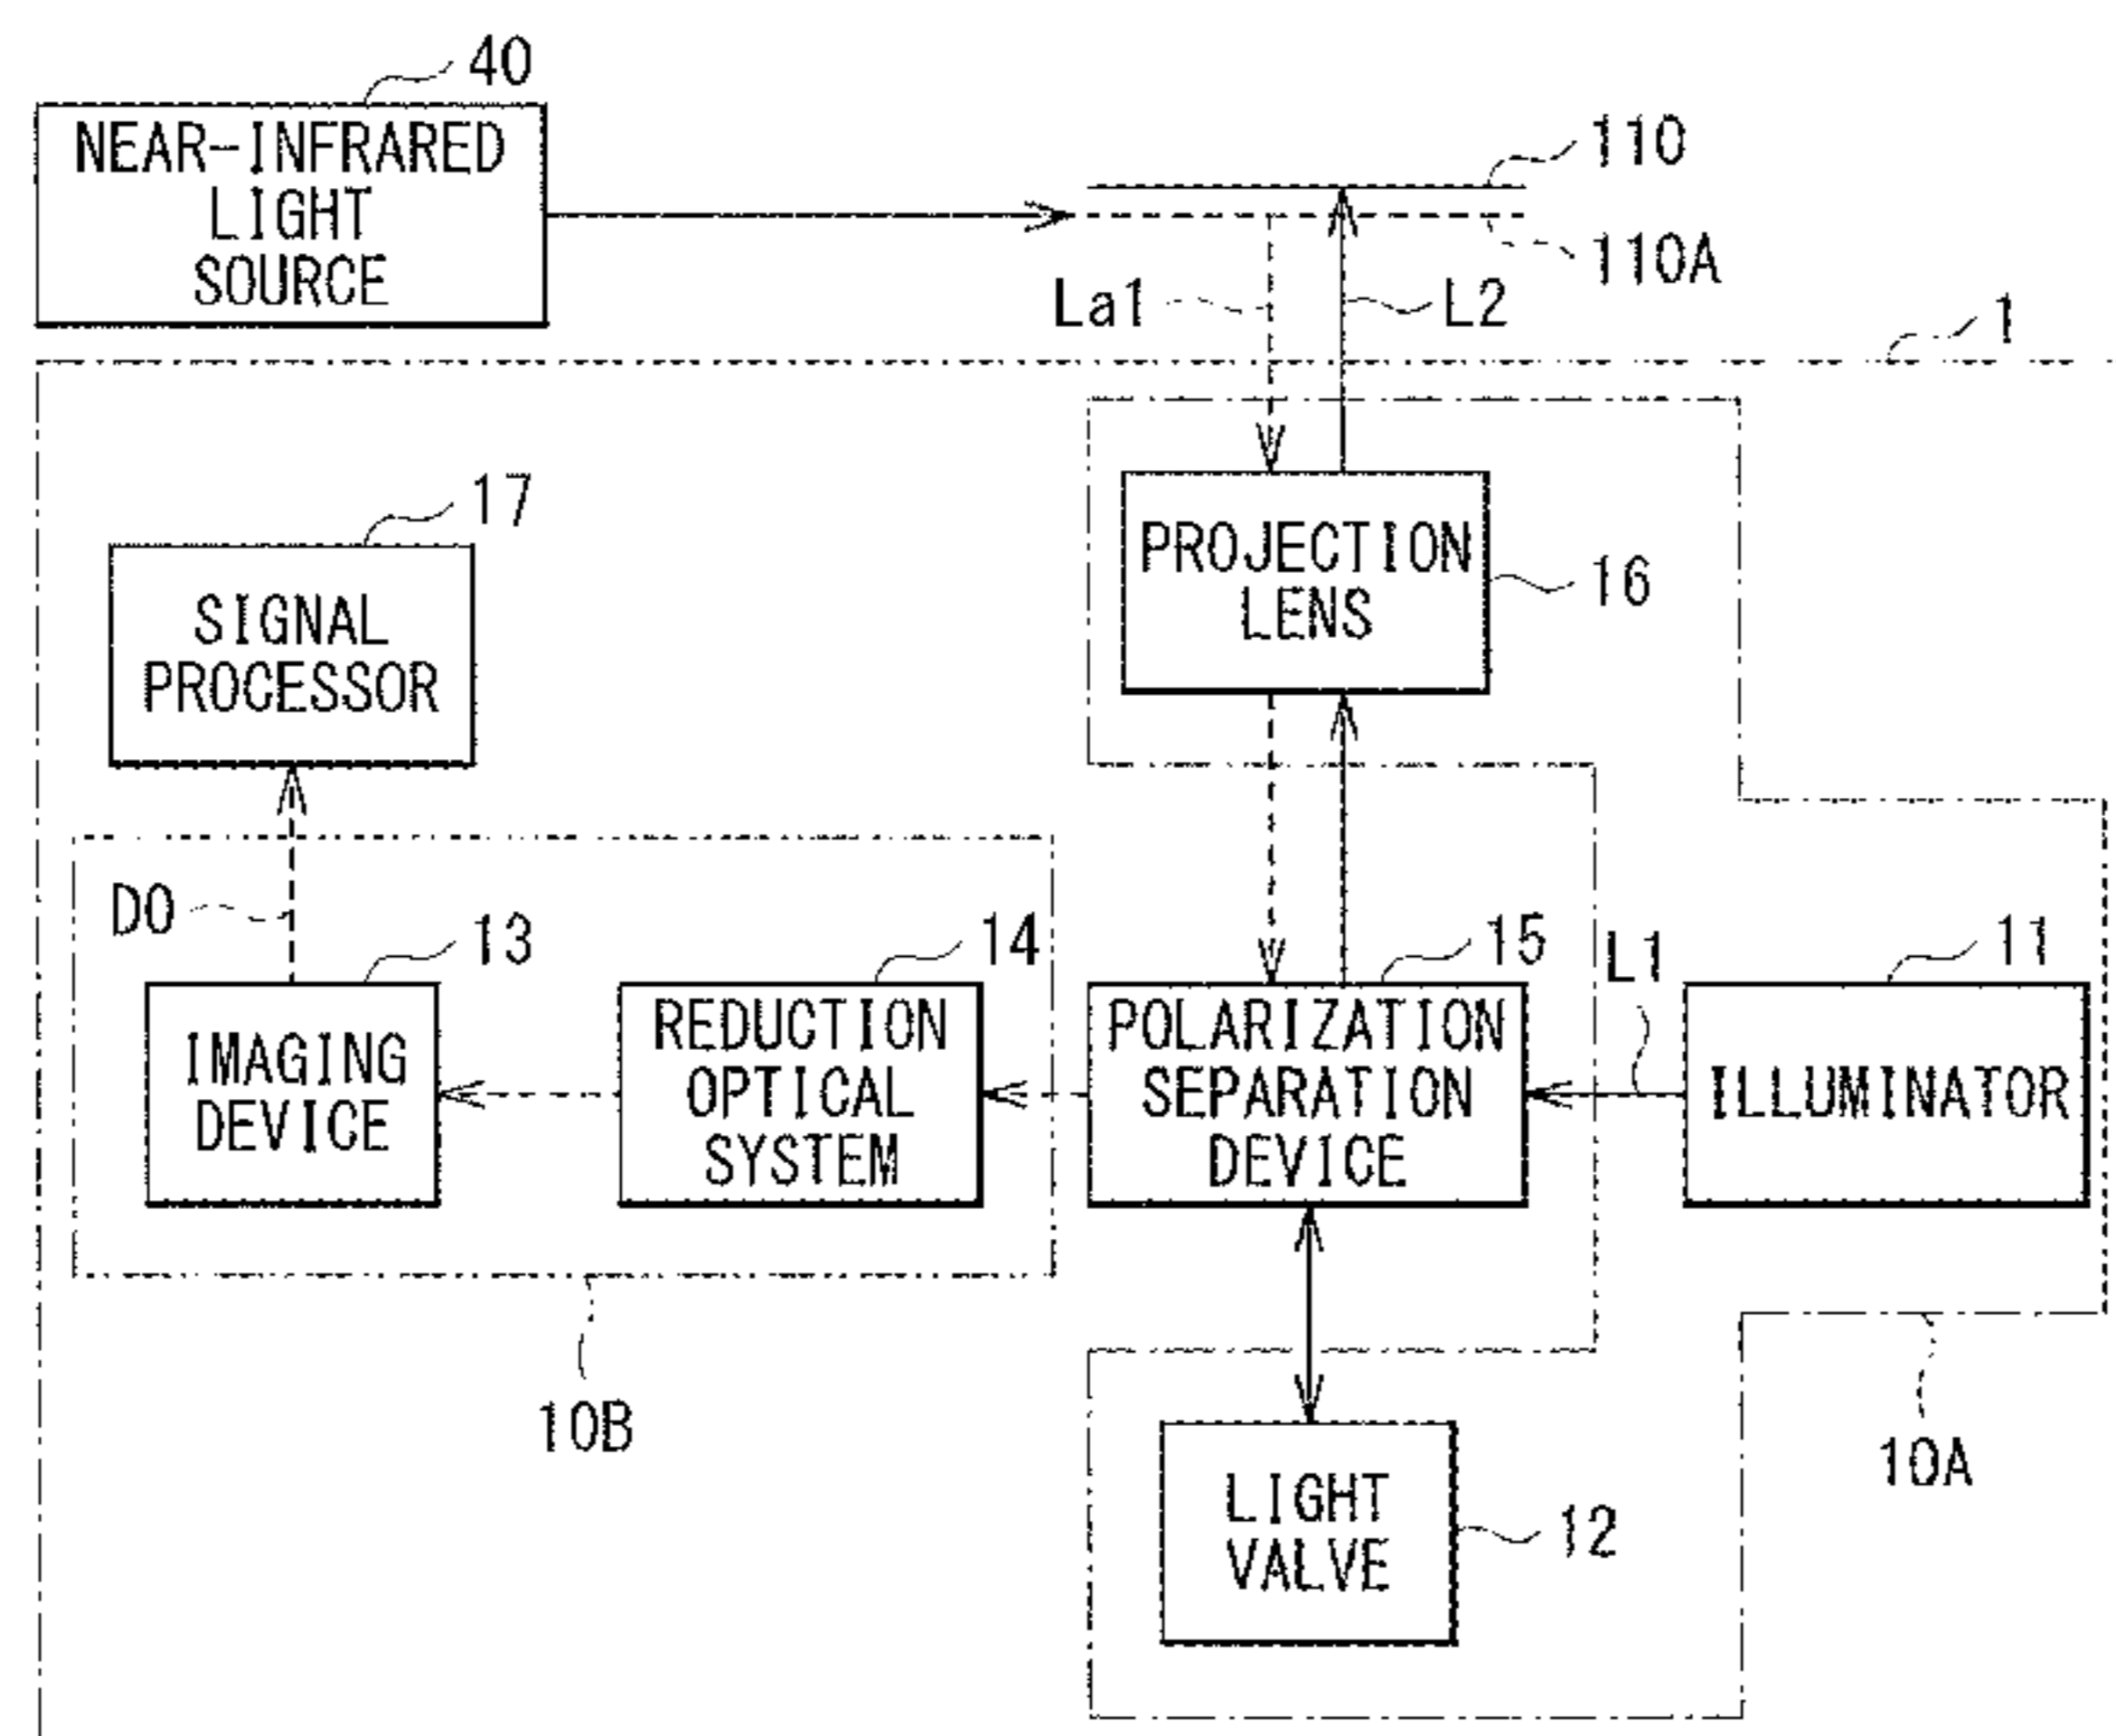 40
NEAR-INFRARED
LIGHT
SOURCE
110
110A
La1
L2
1
17
SIGNAL
PROCESSOR
PROJECTION
LENS
16
D0
13
14
15
L1
11
IMAGING
DEVICE
REDUCTION
OPTICAL
SYSTEM
POLARIZATION
SEPARATION
DEVICE
ILLUMINATOR
10B
10A
LIGHT
VALVE
12